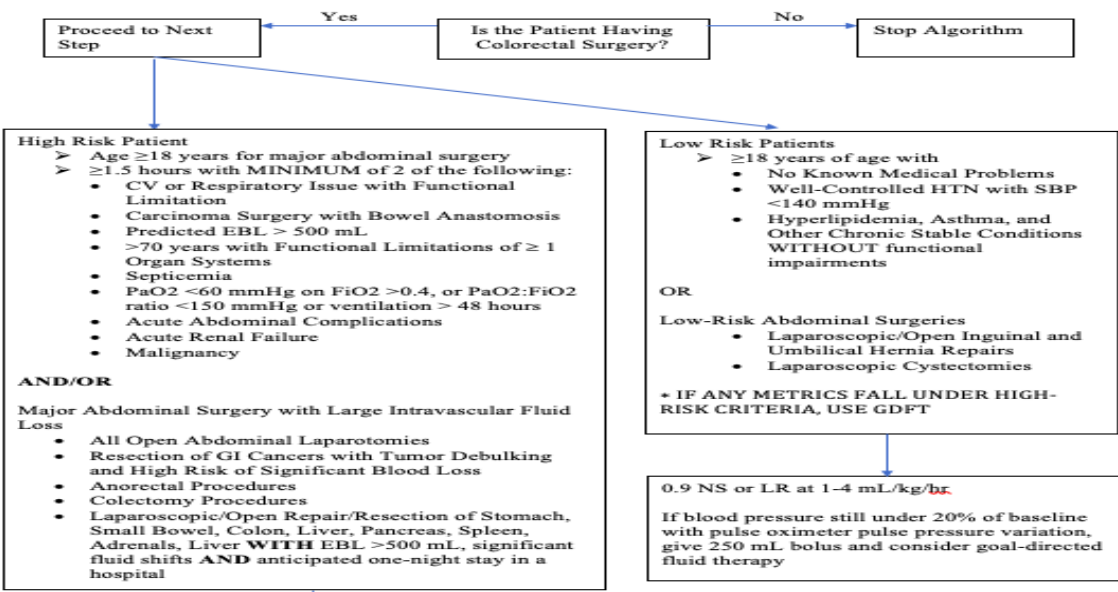 Yes
No
Proceed to Next
Step
Is the Patient Having
Colorectal Surgery?
Stop Algorithm
High Risk Patient
➢ Age ≥18 years for major abdominal surgery
➢ ≥1.5 hours with MINIMUM of 2 of the following:
• CV or Respiratory Issue with Functional
Limitation
• Carcinoma Surgery with Bowel Anastomosis
• Predicted EBL > 500 mL
• >70 years with Functional Limitations of ≥ 1
Organ Systems
• Septicemia
• PaO2 <60 mmHg on FiO2 >0.4, or PaO2:FiO2
ratio <150 mmHg or ventilation > 48 hours
• Acute Abdominal Complications
• Acute Renal Failure
• Malignancy
AND/OR
Major Abdominal Surgery with Large Intravascular Fluid
Loss
• All Open Abdominal Laparotomies
• Resection of GI Cancers with Tumor Debulking
and High Risk of Significant Blood Loss
• Anorectal Procedures
• Colectomy Procedures
• Laparoscopic/Open Repair/Resection of Stomach,
Small Bowel, Colon, Liver, Pancreas, Spleen,
Adrenals, Liver WITH EBL >500 mL, significant
fluid shifts AND anticipated one-night stay in a
hospital
Low Risk Patients
➢ ≥18 years of age with
• No Known Medical Problems
• Well-Controlled HTN with SBP
<140 mmHg
• Hyperlipidemia, Asthma, and
Other Chronic Stable Conditions
WITHOUT functional
impairments
OR
Low-Risk Abdominal Surgeries
• Laparoscopic/Open Inguinal and
Umbilical Hernia Repairs
• Laparoscopic Cystectomies
* IF ANY METRICS FALL UNDER HIGH-
RISK CRITERIA, USE GDFT
0.9 NS or LR at 1-4 mL/kg/hr
If blood pressure still under 20% of baseline
with pulse oximeter pulse pressure variation,
give 250 mL bolus and consider goal-directed
fluid therapy